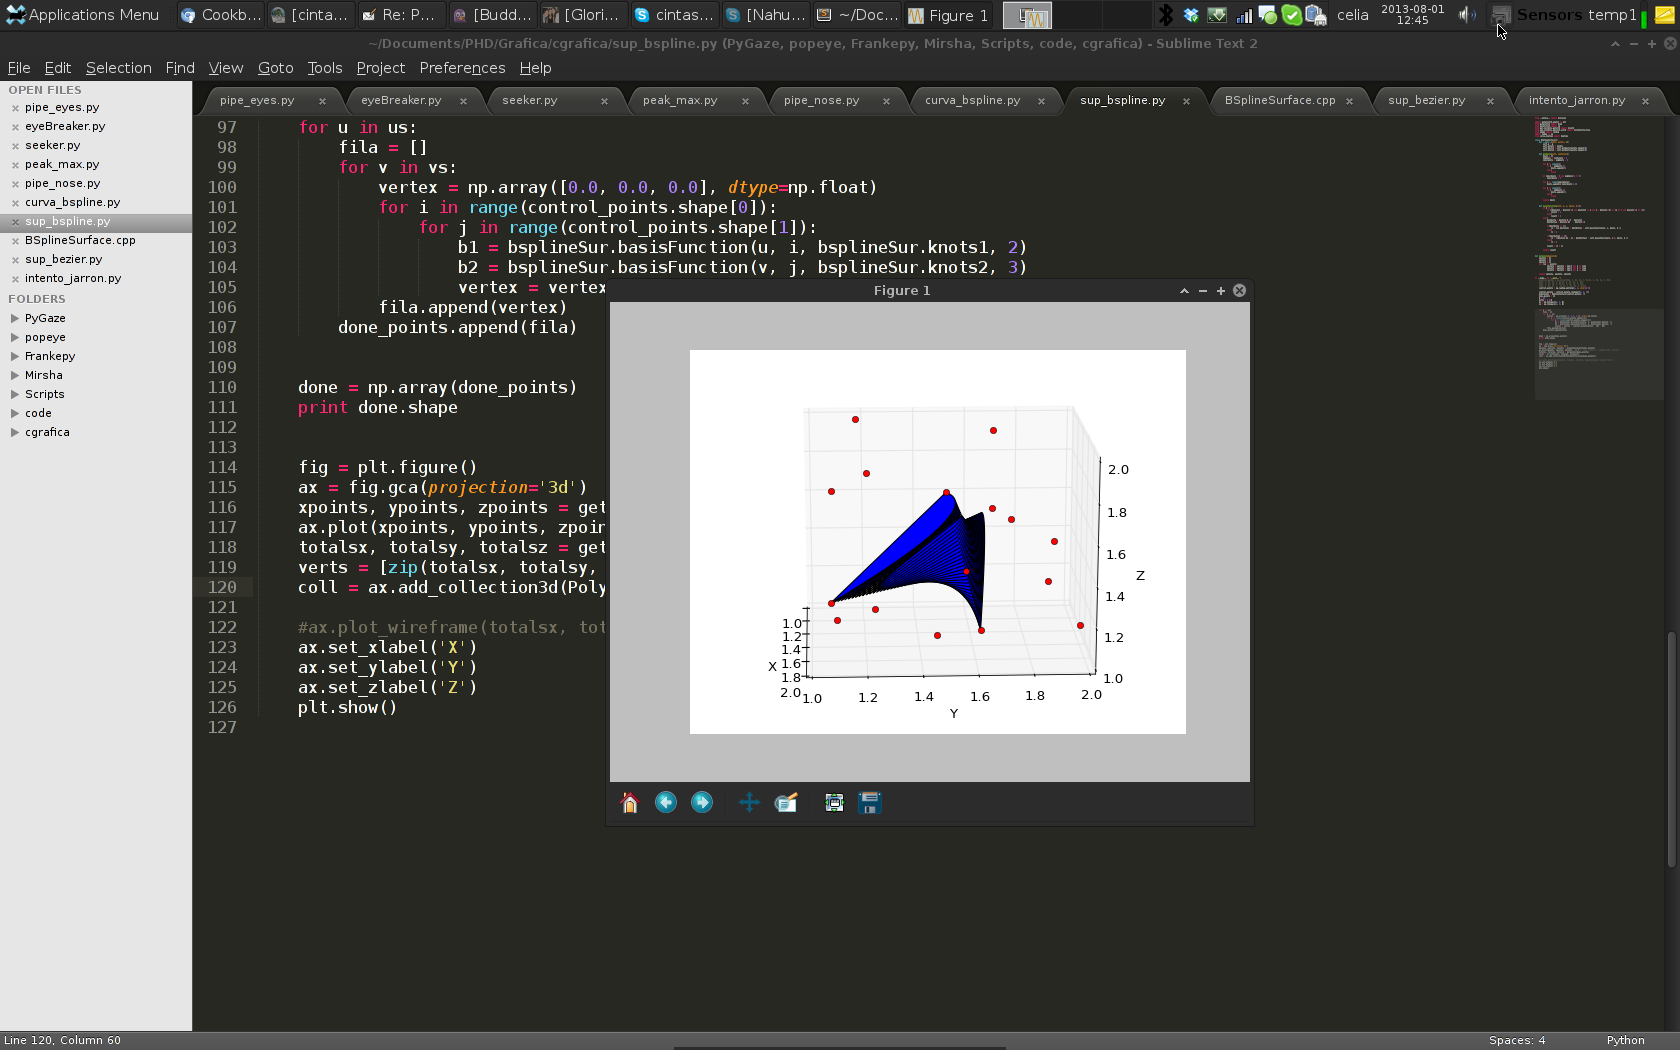 Applications Menu
Cookb...
[cinta...
Re: P...
[Budd...
[Glori...
cintas...
[Nahu...
~/Doc...
Figure 1
celia
2013-08-01
12:45
Sensors temp1
~/Documents/PHD/Grafica/cgrafica/sup_bspline.py (PyGaze, popeye, Frankepy, Mirsha, Scripts, code, cgrafica) - Sublime Text 2
File Edit Selection Find View Goto Tools Project Preferences Help
OPEN FILES
pipe_eyes.py
eyeBreaker.py
seeker.py
peak_max.py
pipe_nose.py
curva_bspline.py
sup_bspline.py
BSplineSurface.cpp
sup_bezier.py
intento_jarron.py
FOLDERS
PyGaze
popeye
Frankepy
Mirsha
Scripts
code
cgrafica
pipe_eyes.py
eyeBreaker.py
seeker.py
peak_max.py
pipe_nose.py
curva_bspline.py
sup_bspline.py
BSplineSurface.cpp
sup_bezier.py
intento_jarron.py
97 for u in us:
98 fila = []
99 for v in vs:
100 vertex = np.array([0.0, 0.0, 0.0], dtype=np.float)
101 for i in range(control_points.shape[0]):
102 for j in range(control_points.shape[1]):
103 b1 = bsplineSur.basisFunction(u, i, bsplineSur.knots1, 2)
104 b2 = bsplineSur.basisFunction(v, j, bsplineSur.knots2, 3)
105 vertex = vertex
106 fila.append(vertex)
107 done_points.append(fila)
108
109
110 done = np.array(done_points)
111 print done.shape
112
113
114 fig = plt.figure()
115 ax = fig.gca(projection='3d')
116 xpoints, ypoints, zpoints = get
117 ax.plot(xpoints, ypoints, zpoin
118 totalsx, totalsy, totalsz = get
119 verts = [zip(totalsx, totalsy,
120 coll = ax.add_collection3d(Poly
121
122 #ax.plot_wireframe(totalsx, tot
123 ax.set_xlabel('X')
124 ax.set_ylabel('Y')
125 ax.set_zlabel('Z')
126 plt.show()
127
Figure 1
2.0
1.8
1.6
1.4
1.2
1.0
Z
1.0
1.2
1.4
1.6
1.8
2.0
X
1.0 1.2 1.4 1.6 1.8 2.0
Y
Line 120, Column 60
Spaces: 4
Python